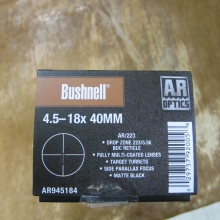 Bushnell®
4.5–18x 40MM
AR
OPTICS
AR/223
• DROP ZONE 223/5.56
BDC RETICLE
• FULLY MULTI-COATED LENSES
• TARGET TURRETS
• SIDE PARALLAX FOCUS
• MATTE BLACK
AR945184